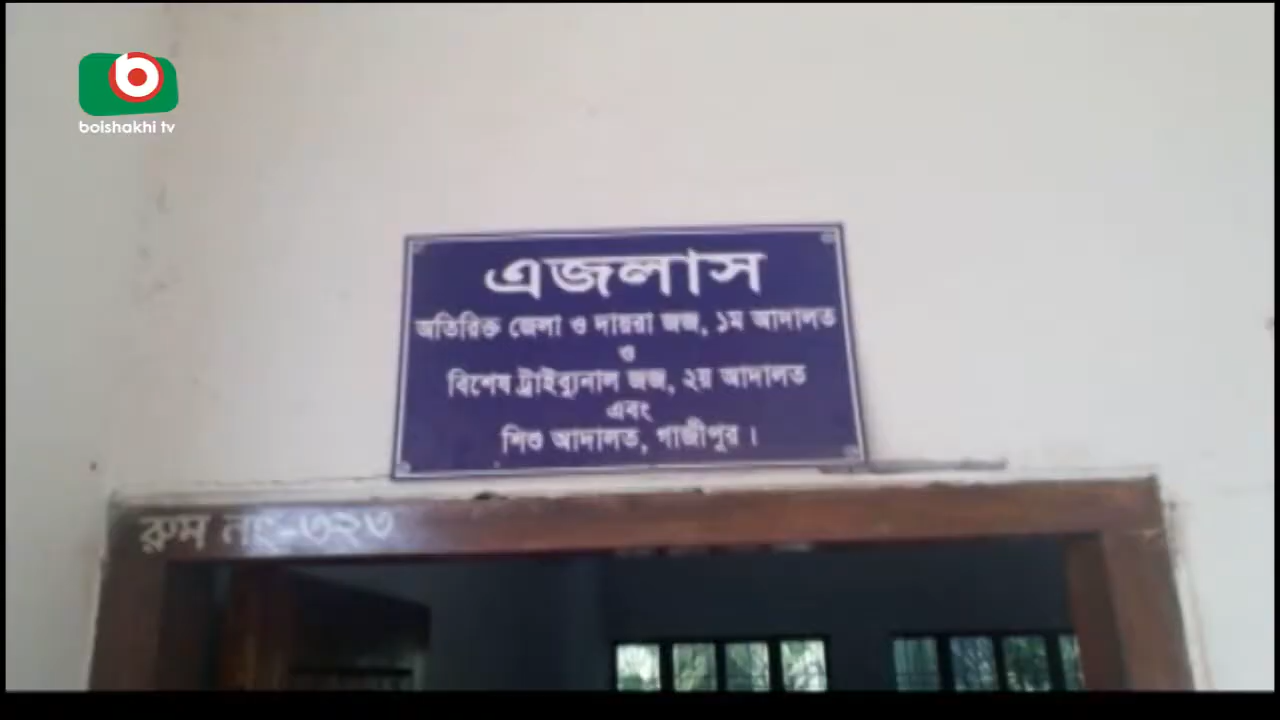 boishakhi tv
এজলাস
অতিরিক্ত জেলা ও দায়রা জজ, ১ম আদালত
ও
বিশেষ ট্রাইব্যুনাল জজ, ২য় আদালত
এবং
শিশু আদালত, গাজীপুর।
রুম নং-৩২৩